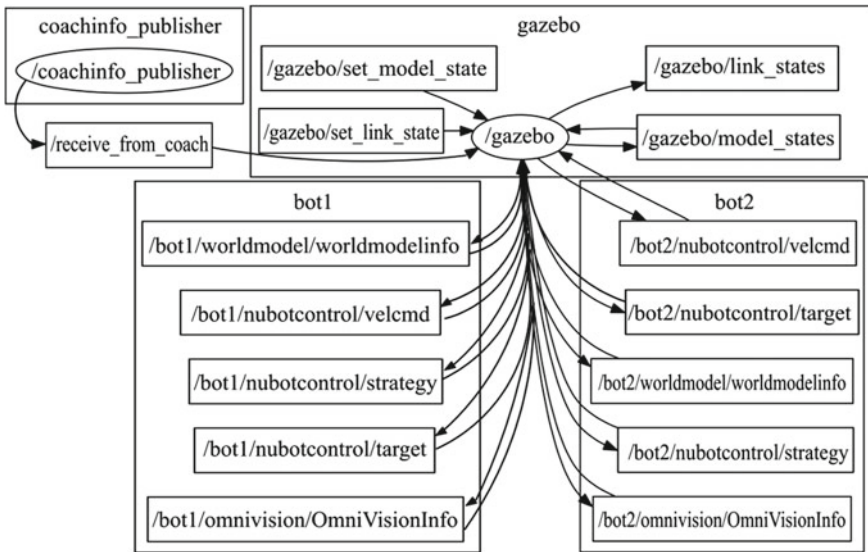 coachinfo_publisher
/coachinfo_publisher
/receive_from_coach
gazebo
/gazebo/set_model_state
/gazebo/link_states
/gazebo/set_link_state
/gazebo
/gazebo/model_states
bot1
/bot1/worldmodel/worldmodelinfo
/bot1/nubotcontrol/velcmd
/bot1/nubotcontrol/strategy
/bot1/nubotcontrol/target
/bot1/omnivision/OmniVisionInfo
bot2
/bot2/nubotcontrol/velcmd
/bot2/nubotcontrol/target
/bot2/worldmodel/worldmodelinfo
/bot2/nubotcontrol/strategy
/bot2/omnivision/OmniVisionInfo